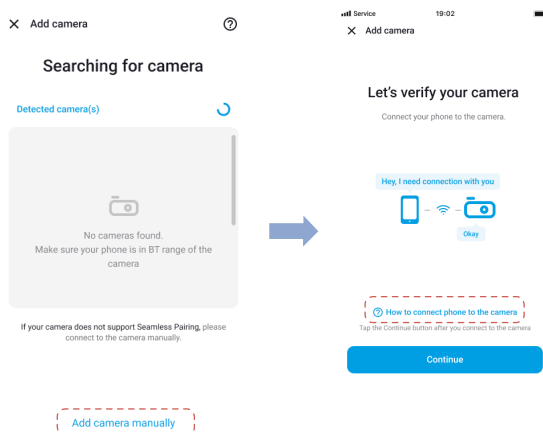 Add camera
Searching for camera
Detected camera(s)
No cameras found.
Make sure your phone is in BT range of the
camera
If your camera does not support Seamless Pairing, please
connect to the camera manually.
Add camera manually
Service 19:02
Add camera
Let's verify your camera
Connect your phone to the camera.
Hey, I need connection with you
Okay
How to connect phone to the camera
Tap the Continue button after you connect to the camera
Continue